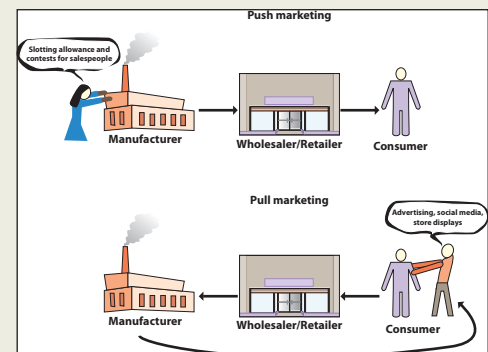 Push marketing
Slotting allowance and
contests for salespeople
Manufacturer
Wholesaler/Retailer
Consumer
Pull marketing
Advertising, social media,
store displays
Manufacturer
Wholesaler/Retailer
Consumer